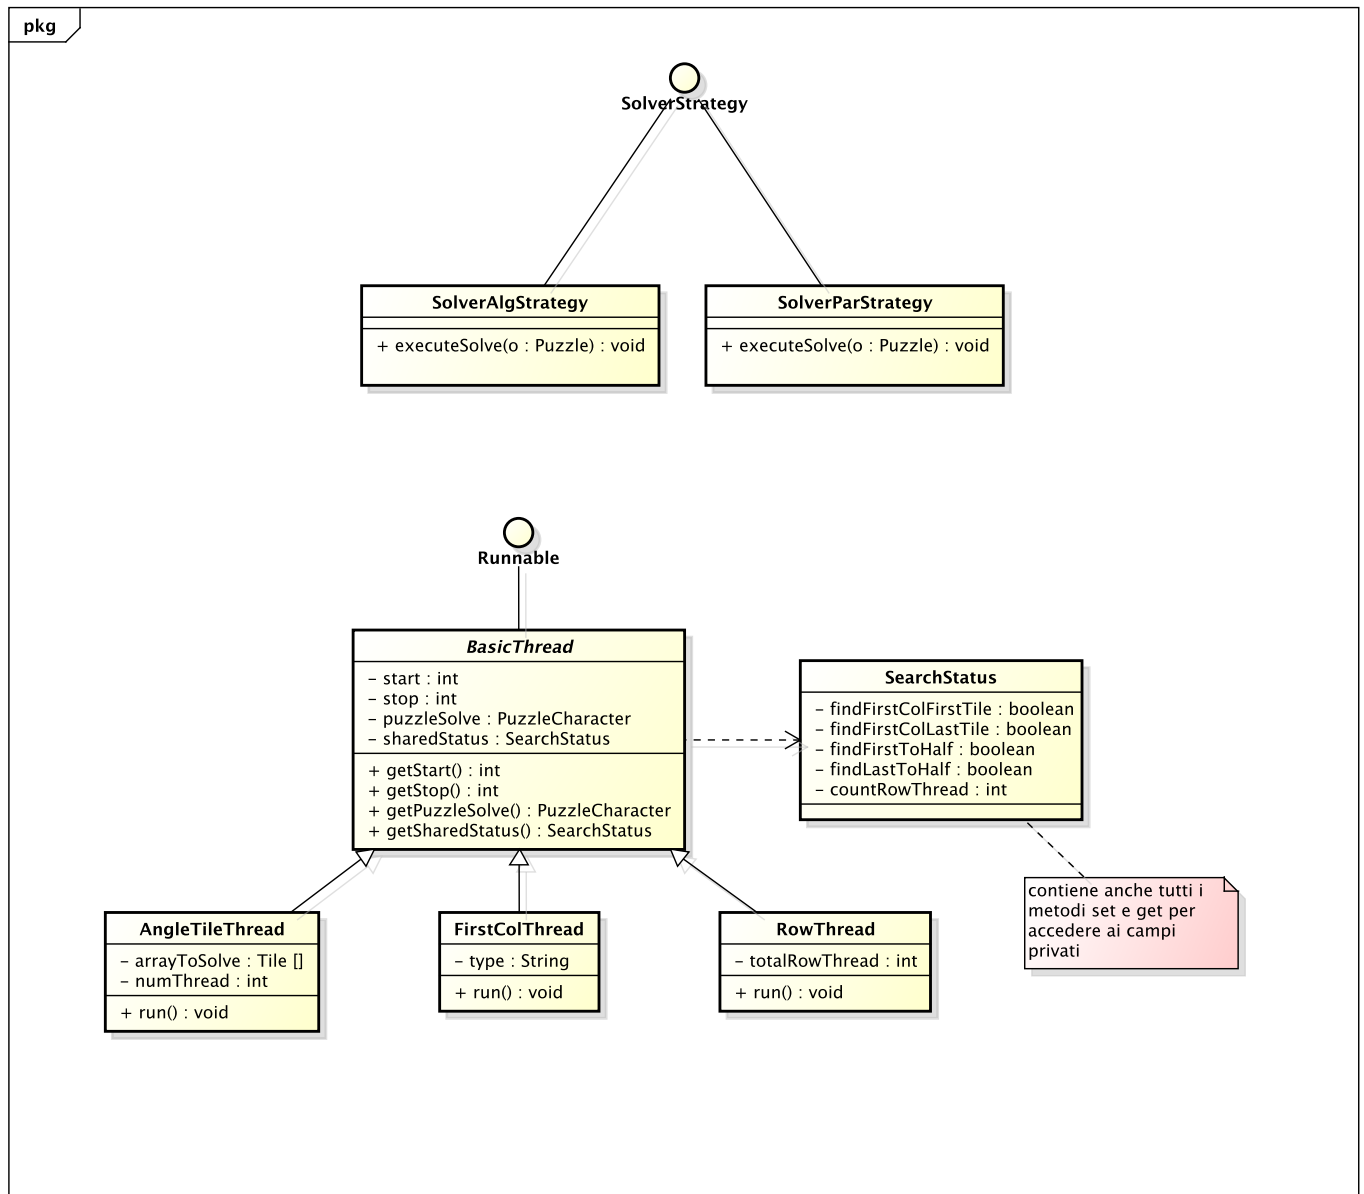 pkg
SolverStrategy
SolverAlgStrategy
+ executeSolve(o : Puzzle) : void
SolverParStrategy
+ executeSolve(o : Puzzle) : void
Runnable
BasicThread
– start : int
– stop : int
– puzzleSolve : PuzzleCharacter
– sharedStatus : SearchStatus
+ getStart() : int
+ getStop() : int
+ getPuzzleSolve() : PuzzleCharacter
+ getSharedStatus() : SearchStatus
SearchStatus
– findFirstColFirstTile : boolean
– findFirstColLastTile : boolean
– findFirstToHalf : boolean
– findLastToHalf : boolean
– countRowThread : int
contiene anche tutti i
metodi set e get per
accedere ai campi
privati
AngleTileThread
– arrayToSolve : Tile []
– numThread : int
+ run() : void
FirstColThread
– type : String
+ run() : void
RowThread
– totalRowThread : int
+ run() : void